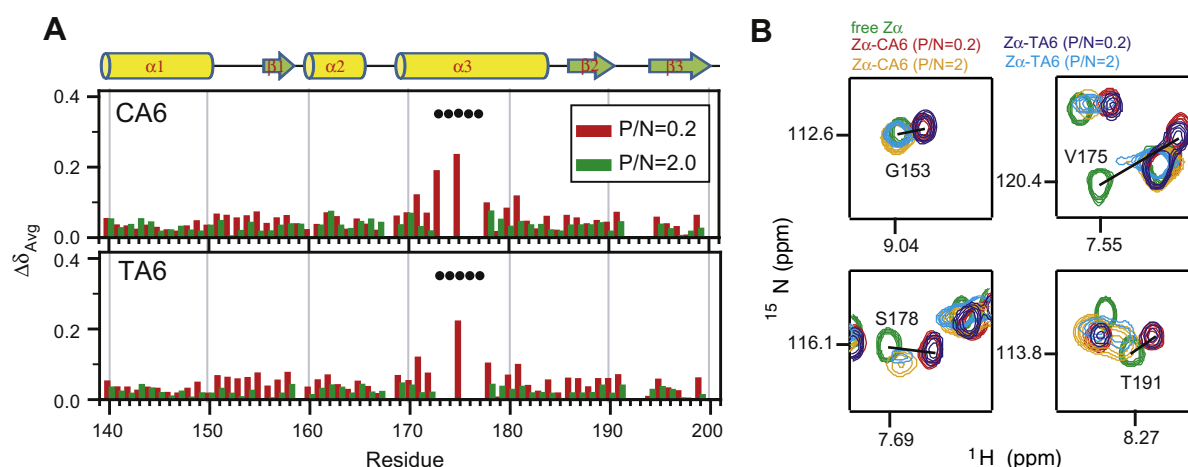 A
α1 β1 α2 α3 β2 β3
0.4
CA6
P/N=0.2
P/N=2.0
0.2
0.0
ΔδAvg
0.4
TA6
0.2
0.0
140 150 160 170 180 190 200
Residue
B
free Zα
Zα-CA6 (P/N=0.2) Zα-TA6 (P/N=0.2)
Zα-CA6 (P/N=2) Zα-TA6 (P/N=2)
112.6
G153
9.04
120.4
V175
7.55
15 N (ppm)
116.1
S178
7.69
113.8
T191
8.27
1H (ppm)